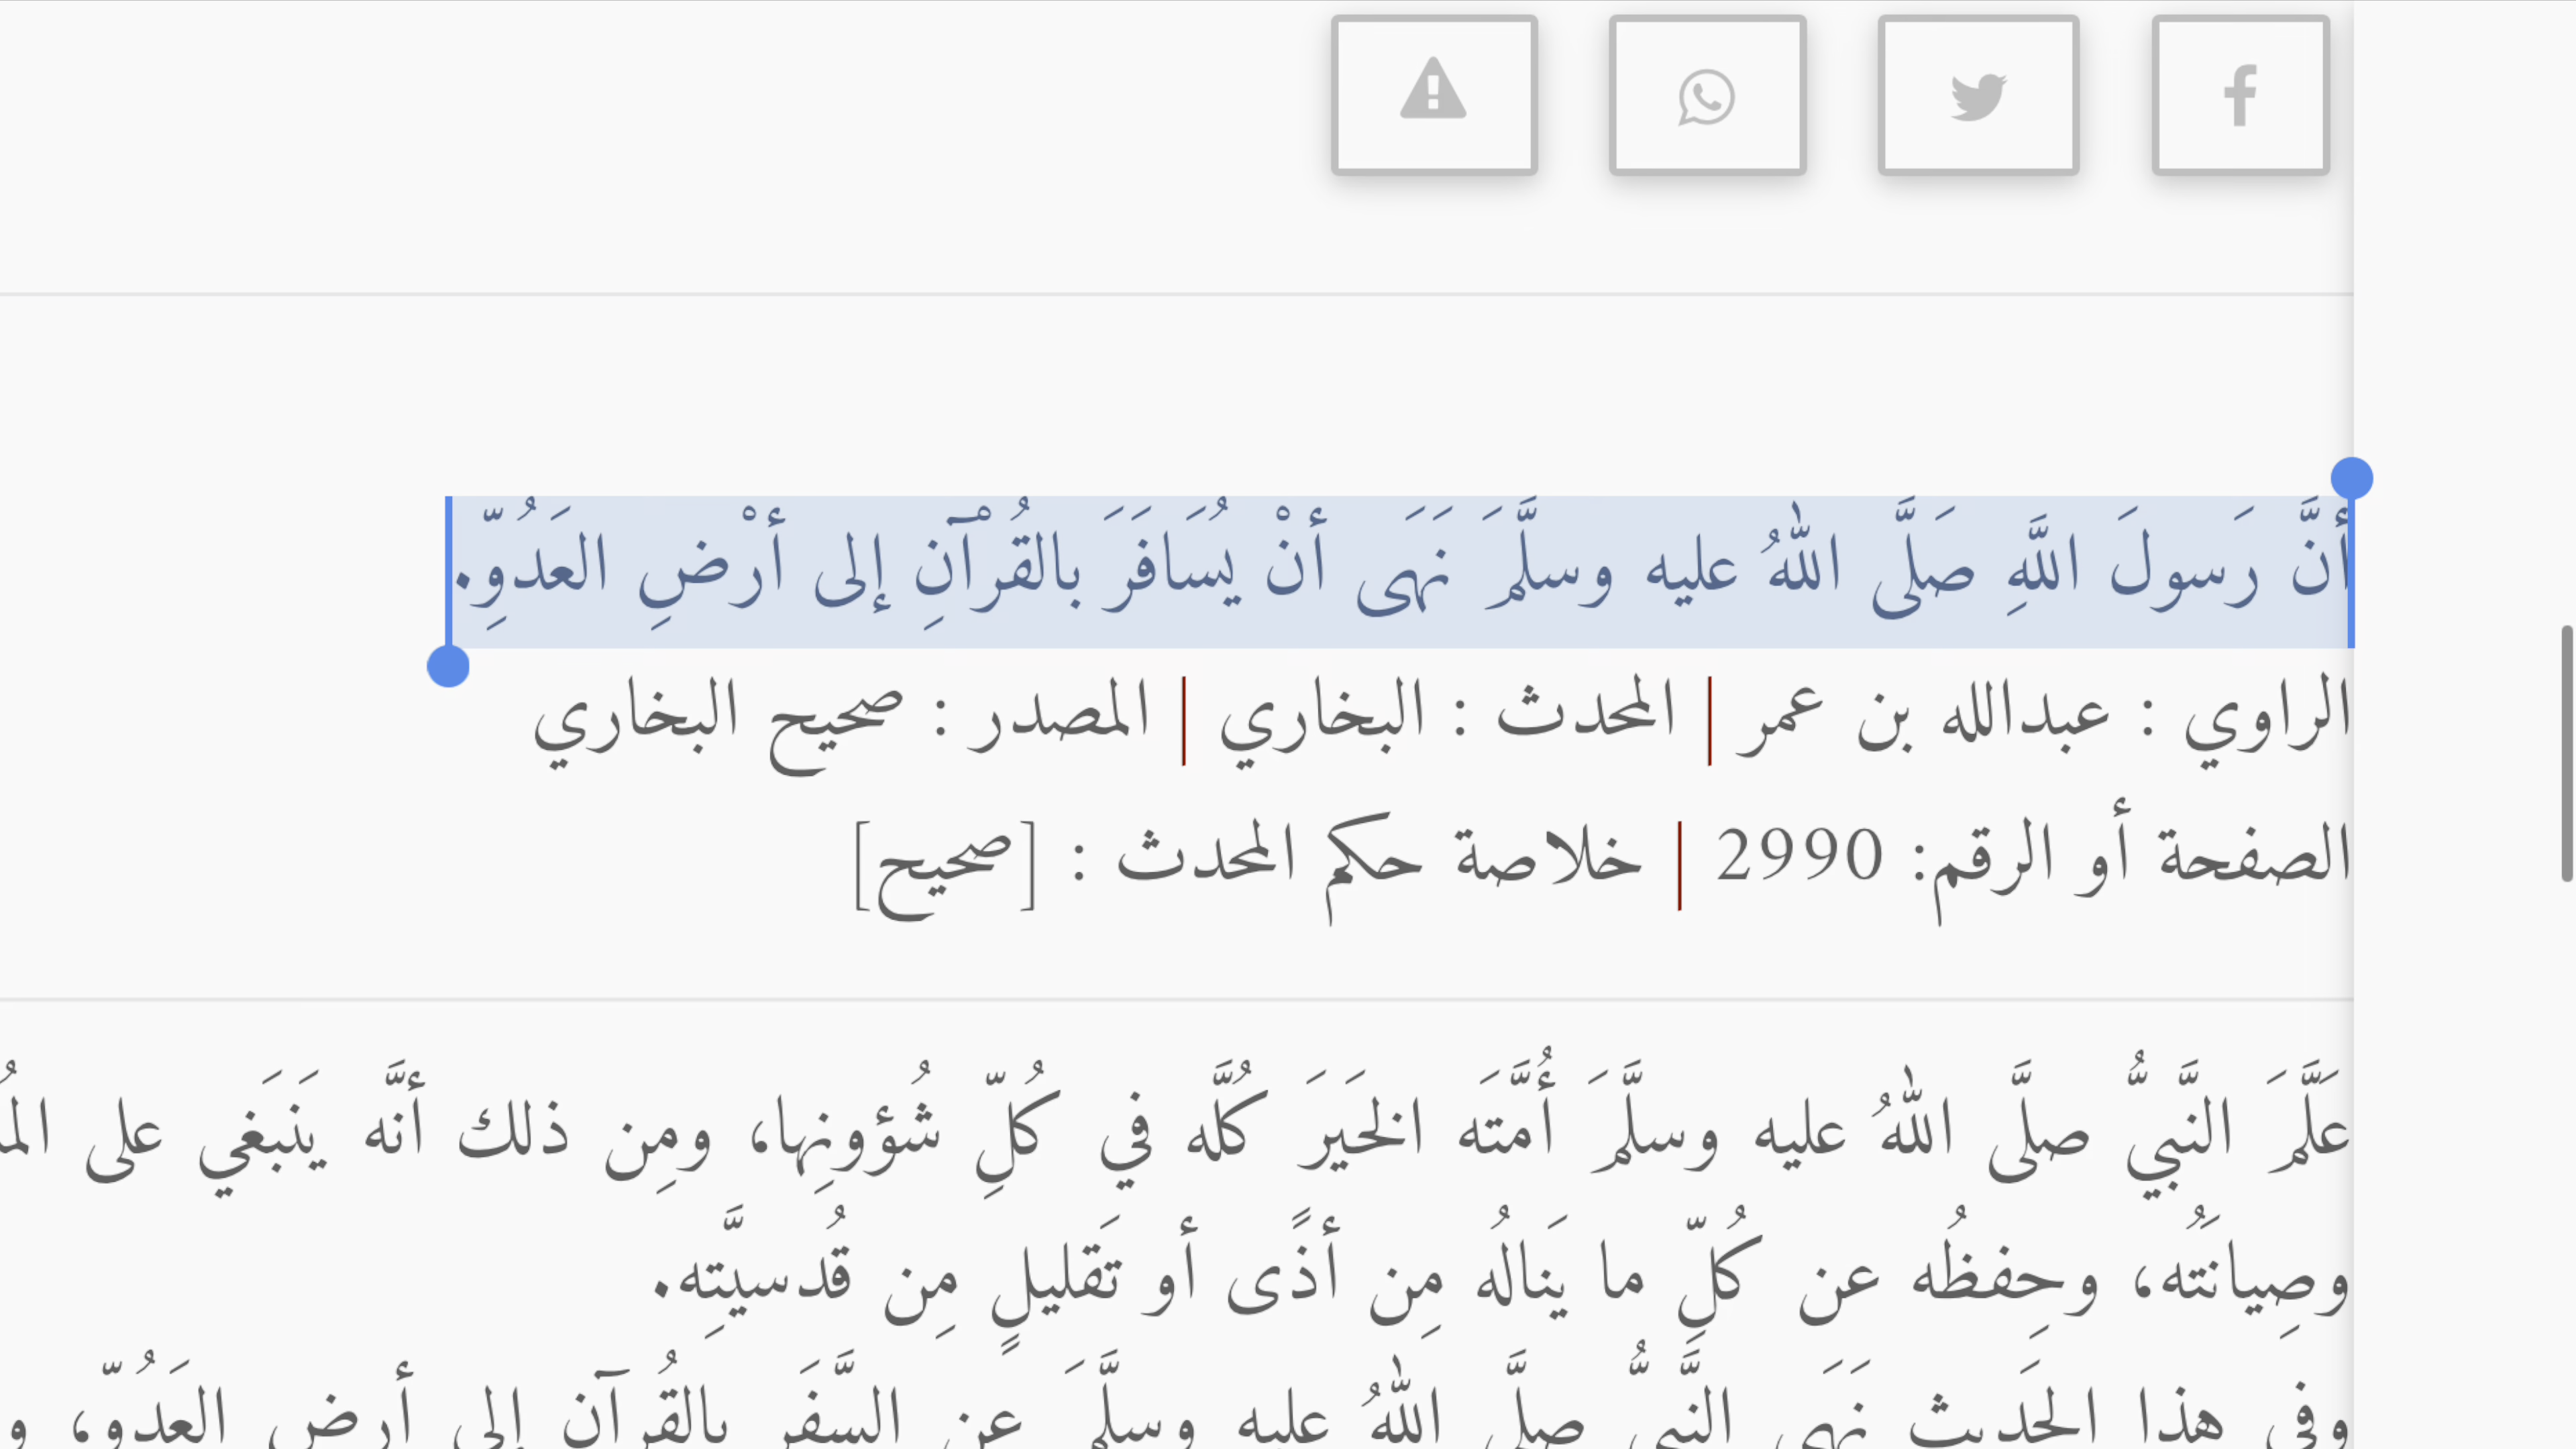 أنَّ رَسولَ اللَّهِ صَلَّى اللهُ عليه وسلَّمَ نَهَى أنْ يُسَافَرَ بالقُرْآنِ إلى أرْضِ العَدُوِّ.
الراوي : عبدالله بن عمر | المحدث : البخاري | المصدر : صحيح البخاري
الصفحة أو الرقم: 2990 | خلاصة حكم المحدث : [صحيح]
علَّمَ النَّبيُّ صلَّى اللهُ عليه وسلَّمَ أُمَّتَه الخَيرَ كُلَّه في كُلِّ شُؤونِها، ومِن ذلك أنَّه يَنبَغي على
وصِيانَتُه، وحِفظُه عن كُلِّ ما يَنالُه مِن أذًى أو تَقليلٍ مِن قُدسيَّتِه.
وفي هذا الحَديث نَهَى النَّبيُّ صلَّى اللهُ عليه وسلَّمَ عن السَّفَر بالقُرآن إلى أرض العَدُوّ،